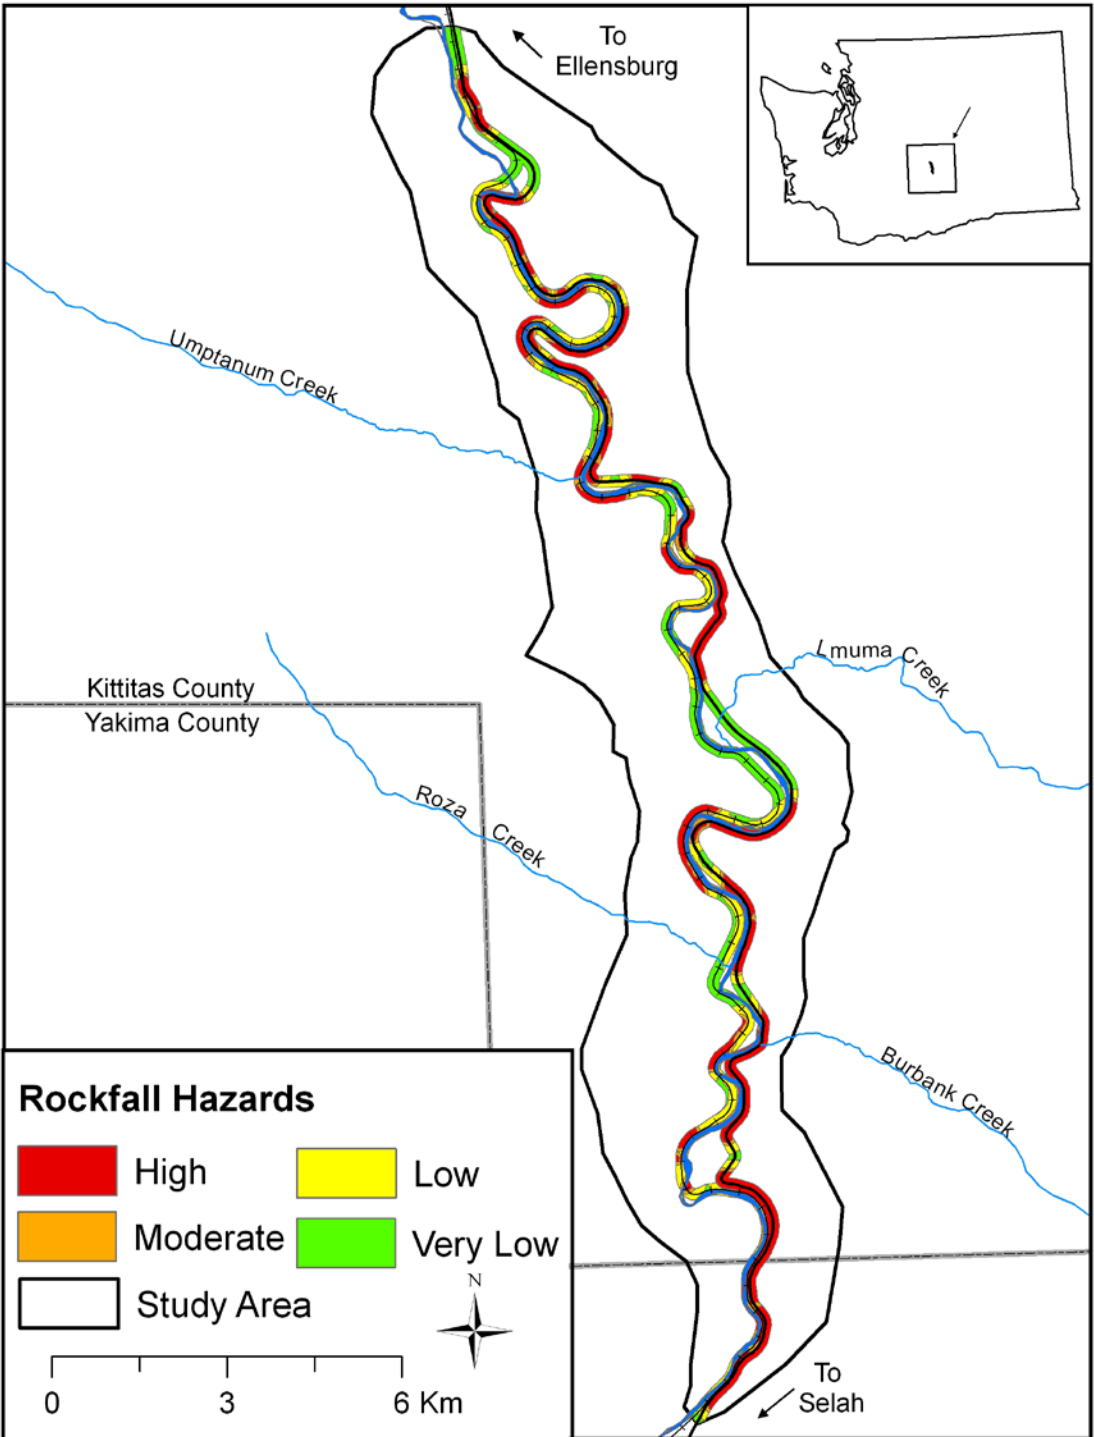 To
Ellensburg
Umptanum Creek
Lmuma Creek
Kittitas County
Yakima County
Roza Creek
Burbank Creek
Rockfall Hazards
High
Low
Moderate
Very Low
Study Area
N
0 3 6 Km
To
Selah